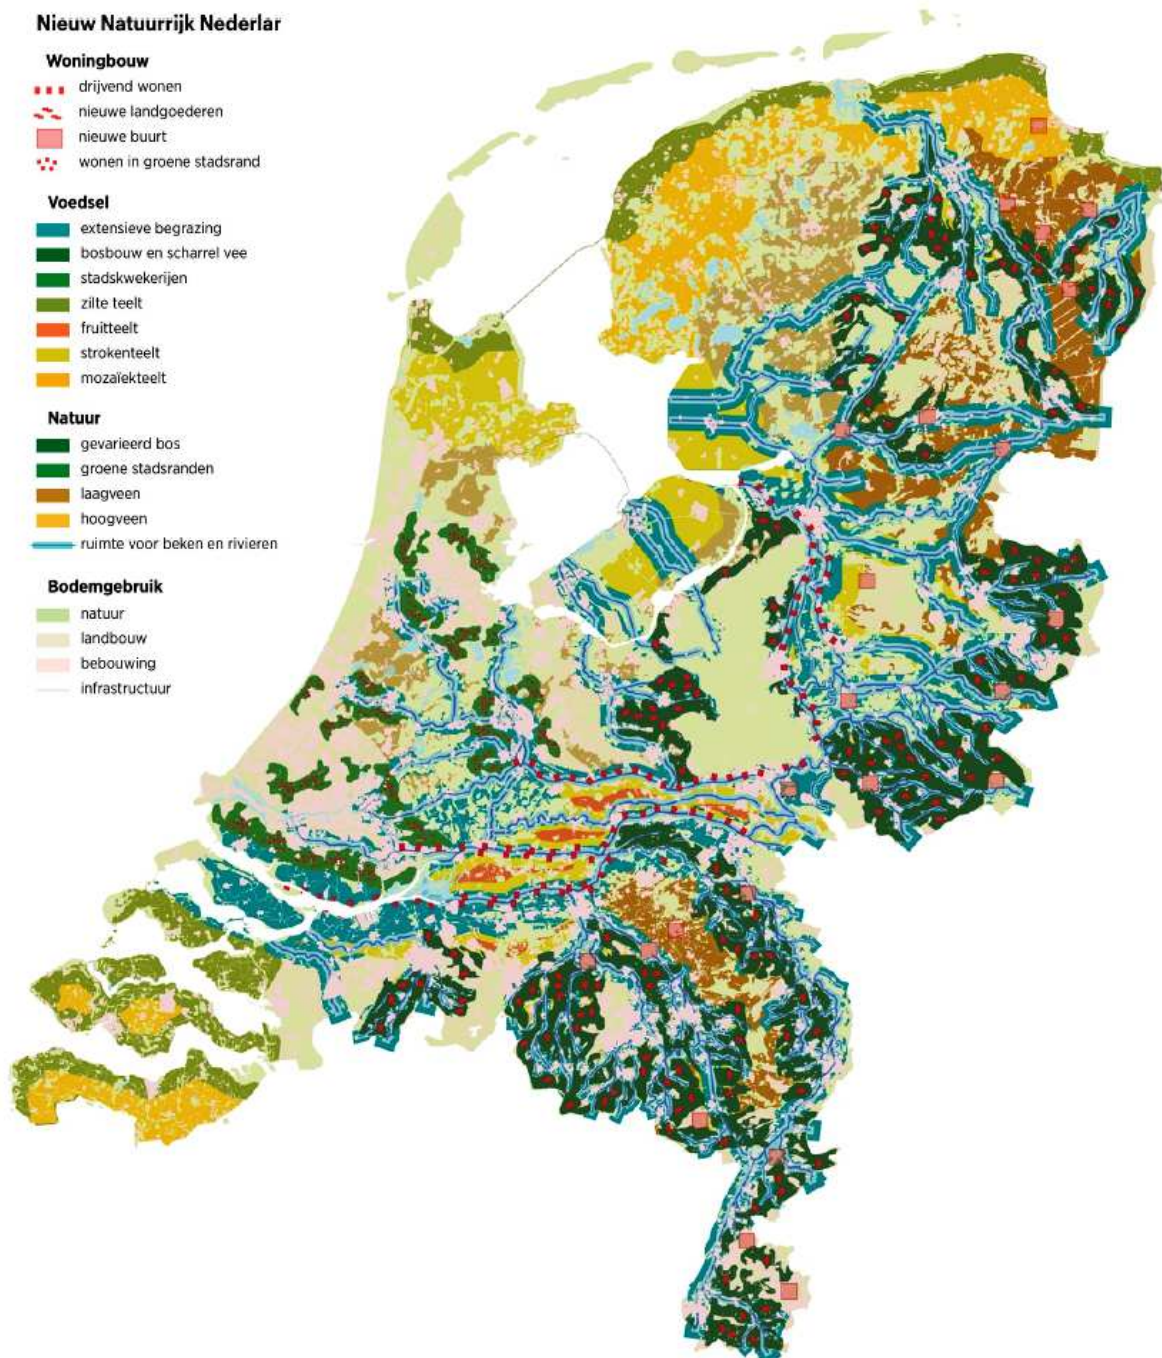 Nieuw Natuurrijk Nederlar
Woningbouw
drijvend wonen
nieuwe landgoederen
nieuwe buurt
wonen in groene stadsrand
Voedsel
extensieve begrazing
bosbouw en scharrel vee
stadskwekerijen
zilte teelt
fruitteelt
strokenteelt
mozaïekteelt
Natuur
gevarieerd bos
groene stadsranden
laagveen
hoogveen
ruimte voor beken en rivieren
Bodemgebruik
natuur
landbouw
bebouwing
infrastructuur